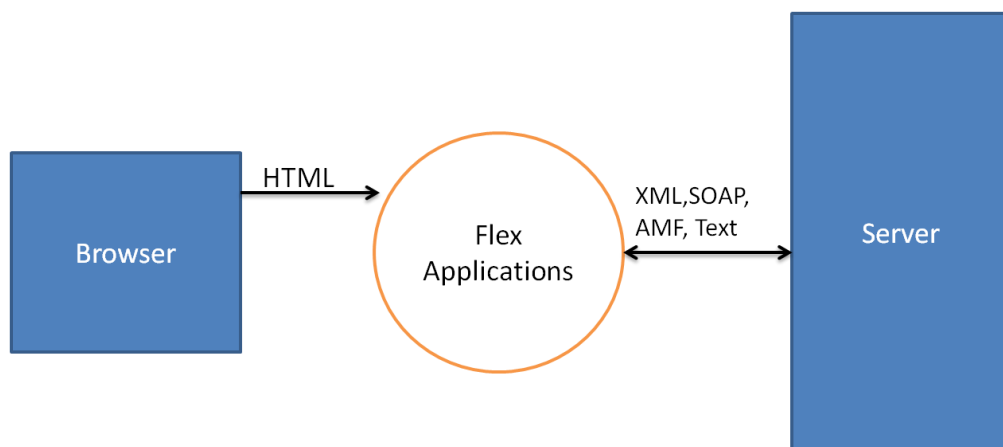 Browser
HTML
Flex
Applications
XML,SOAP,
AMF, Text
Server